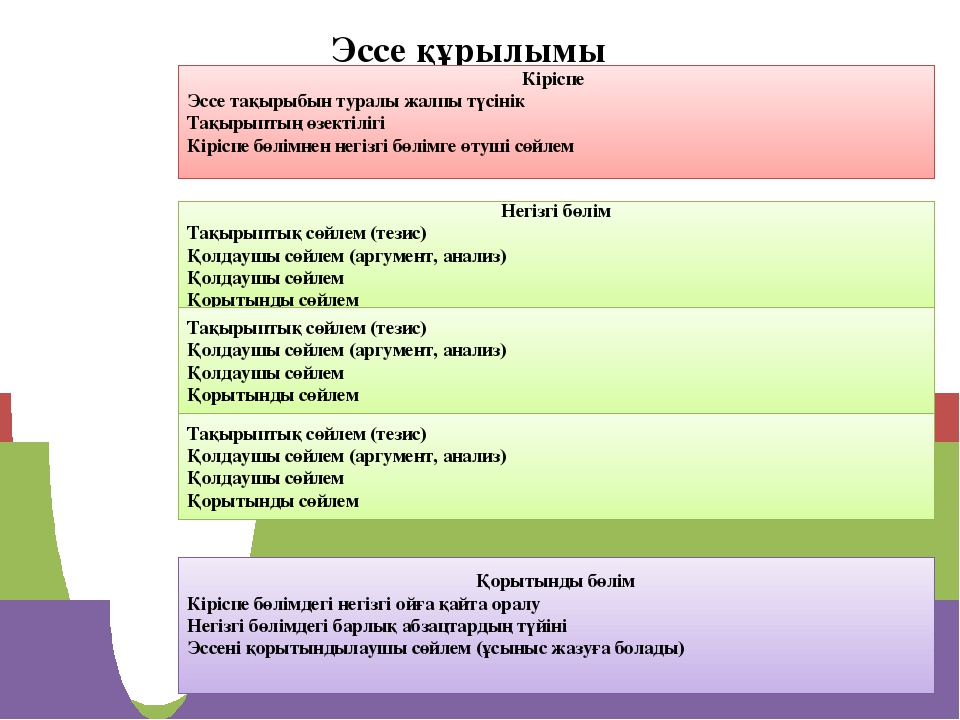 Эссе құрылымы
Кіріспе
Эссе тақырыбын туралы жалпы түсінік
Тақырыптың өзектілігі
Кіріспе бөлімнен негізгі бөлімге өтуші сөйлем
Негізгі бөлім
Тақырыптық сөйлем (тезис)
Қолдаушы сөйлем (аргумент, анализ)
Қолдаушы сөйлем
Қорытынды сөйлем
Тақырыптық сөйлем (тезис)
Қолдаушы сөйлем (аргумент, анализ)
Қолдаушы сөйлем
Қорытынды сөйлем
Тақырыптық сөйлем (тезис)
Қолдаушы сөйлем (аргумент, анализ)
Қолдаушы сөйлем
Қорытынды сөйлем
Қорытынды бөлім
Кіріспе бөлімдегі негізгі ойға қайта оралу
Негізгі бөлімдегі барлық абзацтардың түйіні
Эссені қорытындылаушы сөйлем (ұсыныс жазуға болады)